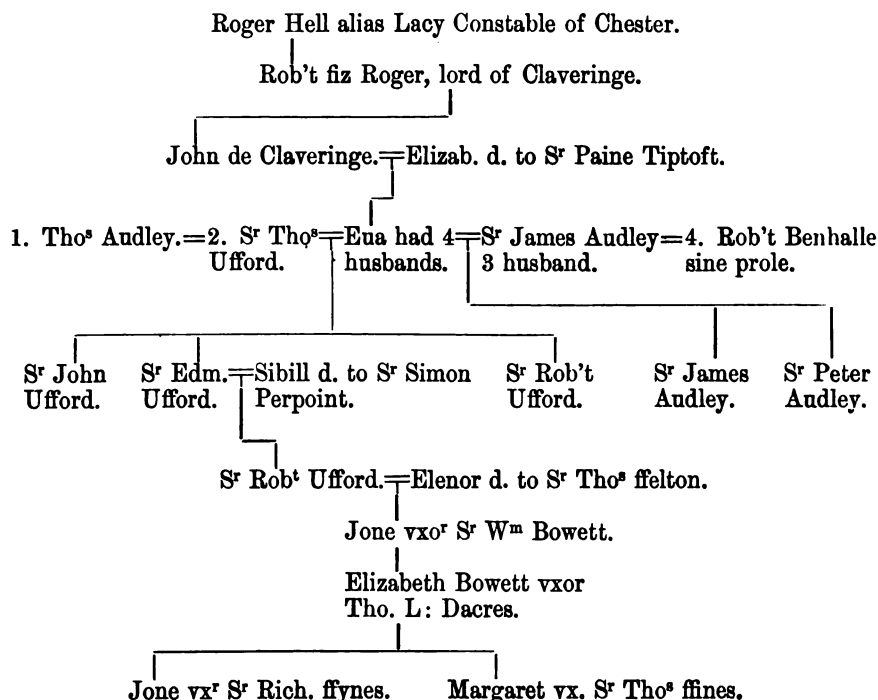 Roger Hell alias Lacy Constable of Chester.
Rob't fiz Roger, lord of Claveringe.
John de Claveringe.=Elizab. d. to Sʳ Paine Tiptoft.
1. Thoˢ Audley.=2. Sʳ Thoˢ=Eua had 4=Sʳ James Audley=4. Rob't Benhalle
Ufford. husbands. 3 husband. sine prole.
Sʳ John Sʳ Edm.=Sibill d. to Sʳ Simon Sʳ Rob't Sʳ James Sʳ Peter
Ufford. Ufford. Perpoint. Ufford. Audley. Audley.
Sʳ Robᵗ Ufford.=Elenor d. to Sʳ Thoˢ ffelton.
Jone vxoʳ Sʳ Wᵐ Bowett.
Elizabeth Bowett vxor
Tho. L: Dacres.
Jone vxʳ Sʳ Rich. ffynes. Margaret vx. Sʳ Thoˢ ffines.